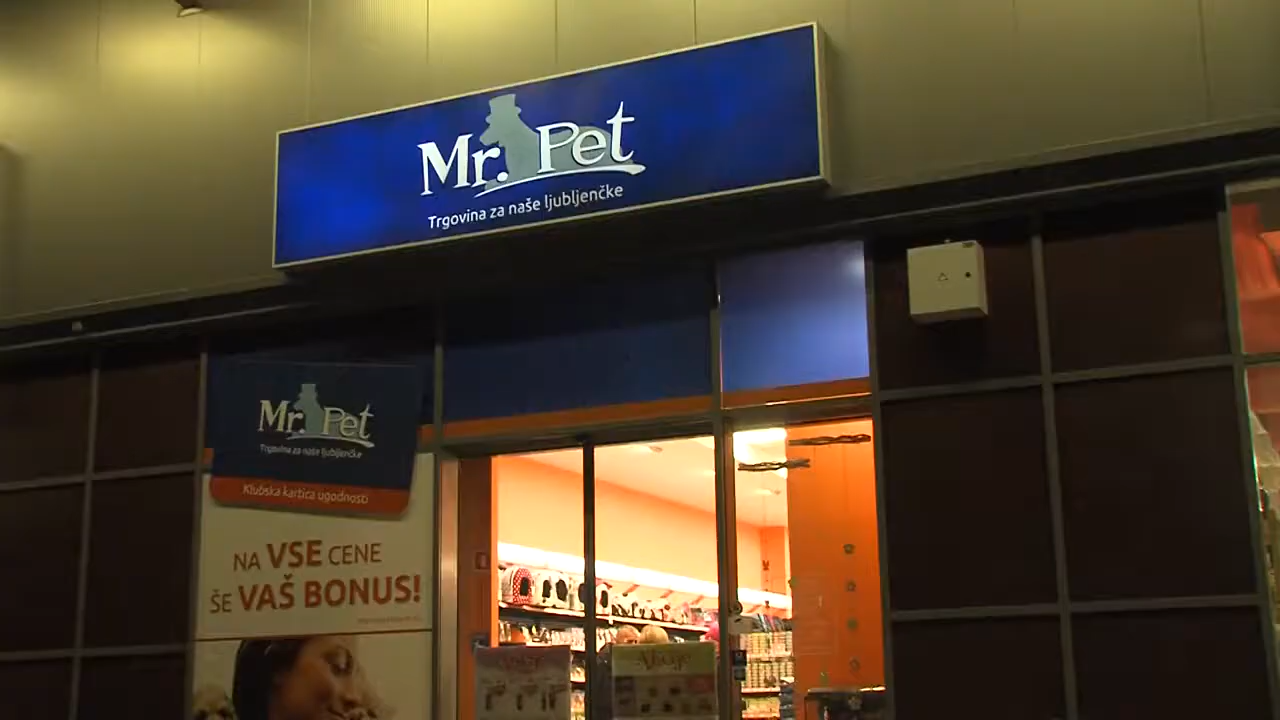 Mr. Pet
Trgovina za naše ljubljenčke
Mr. Pet
Trgovina za naše ljubljenčke
Klubska kartica ugodnosti
NA VSE CENE
ŠE VAŠ BONUS!
Akcije